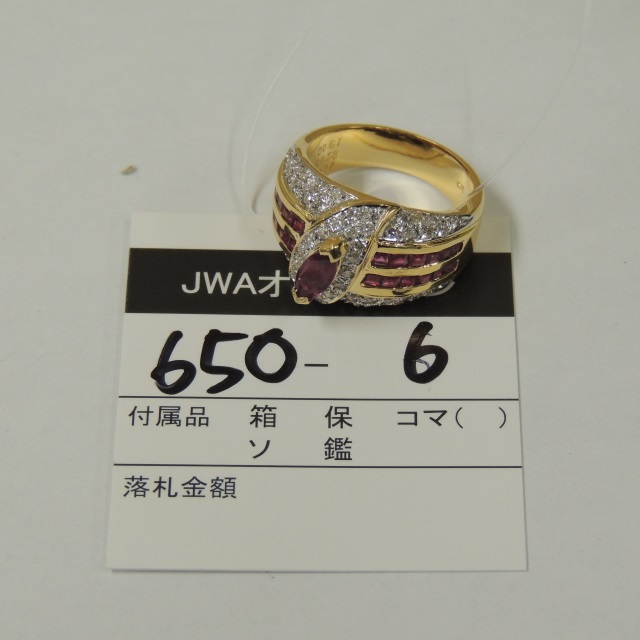 JWAオ
650- 6
付属品 箱 保 コマ( )
ソ 鑑
落札金額